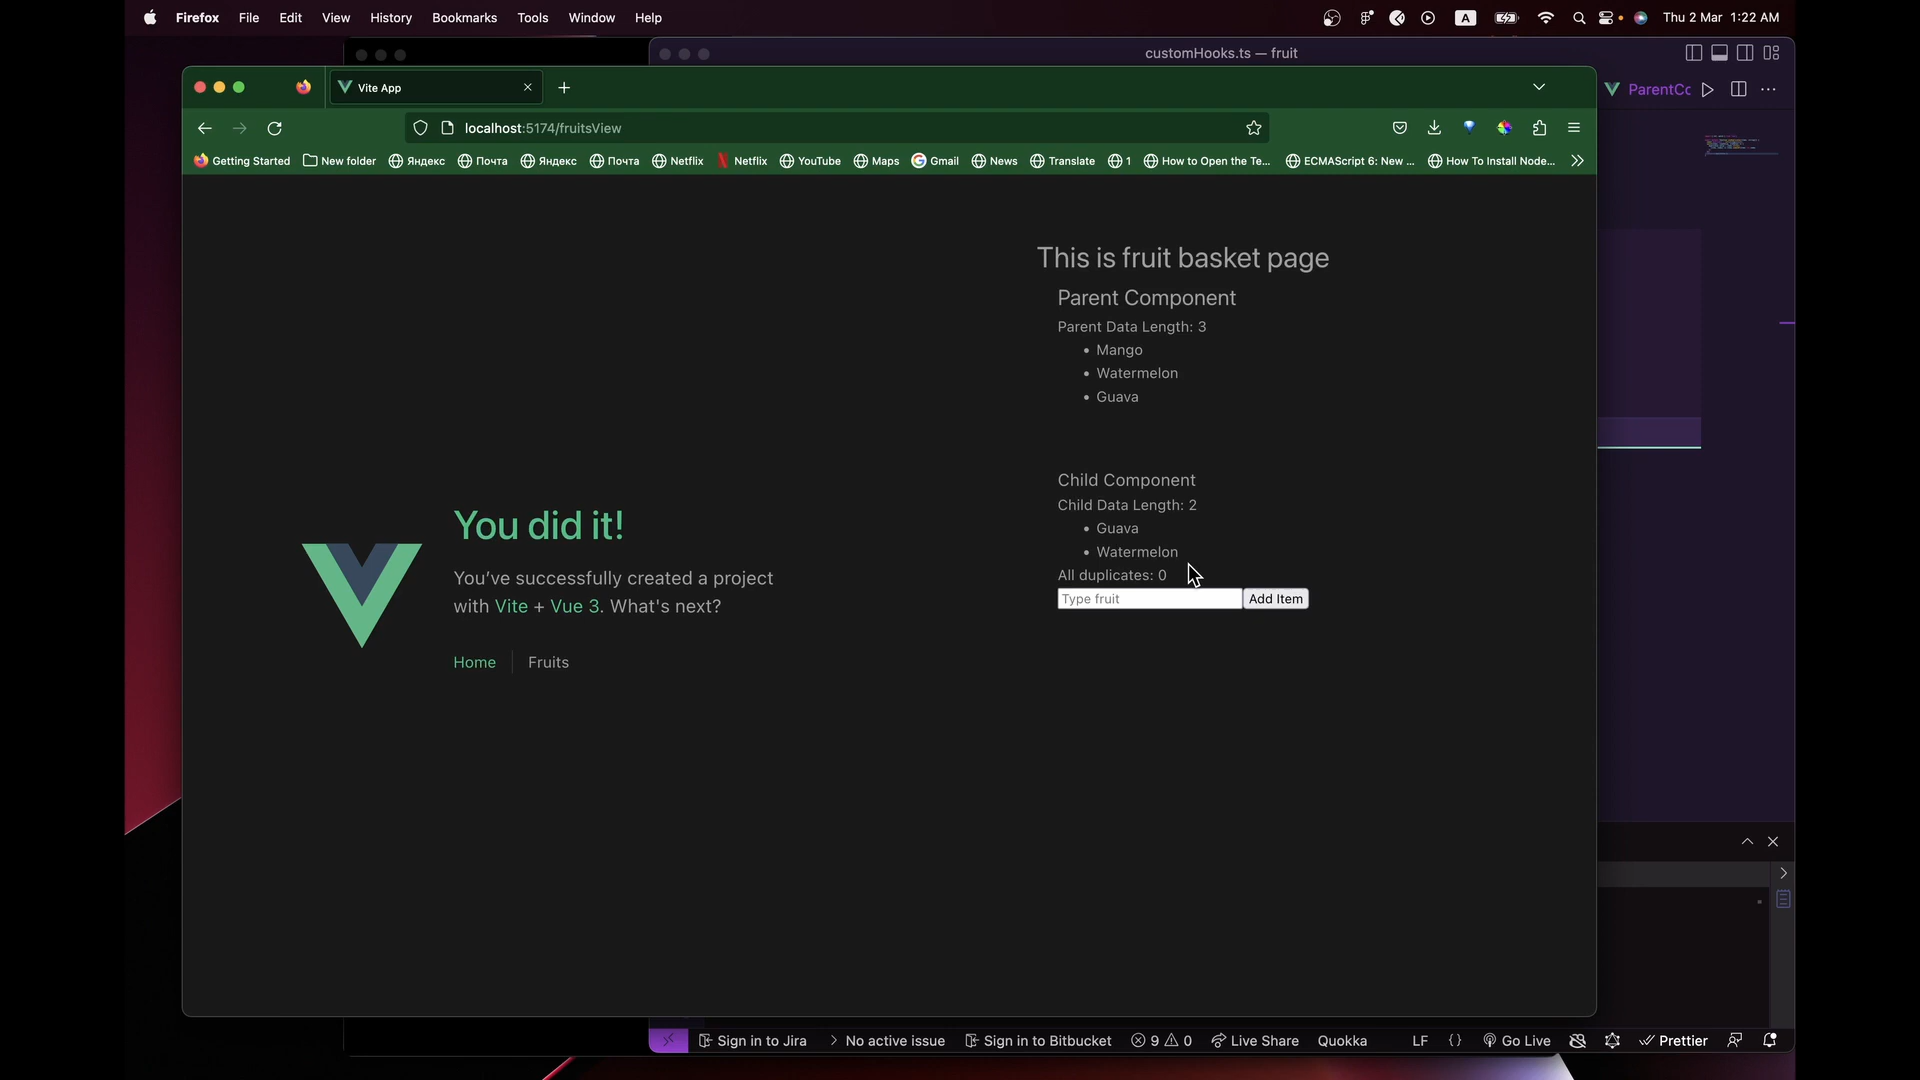 Firefox File Edit View History Bookmarks Tools Window Help
A Thu 2 Mar 1:22 AM
customHooks.ts — fruit
Vite App
ParentCc
localhost:5174/fruitsView
Getting Started New folder Яндекс Почта Яндекс Почта Netflix Netflix YouTube Maps Gmail News Translate 1 How to Open the Te... ECMAScript 6: New ... How To Install Node...
This is fruit basket page
Parent Component
Parent Data Length: 3
• Mango
• Watermelon
• Guava
Child Component
Child Data Length: 2
• Guava
• Watermelon
All duplicates: 0
Type fruit Add Item
You did it!
You’ve successfully created a project
with Vite + Vue 3. What's next?
Home Fruits
Sign in to Jira No active issue Sign in to Bitbucket 9 0 Live Share Quokka LF {} Go Live Prettier